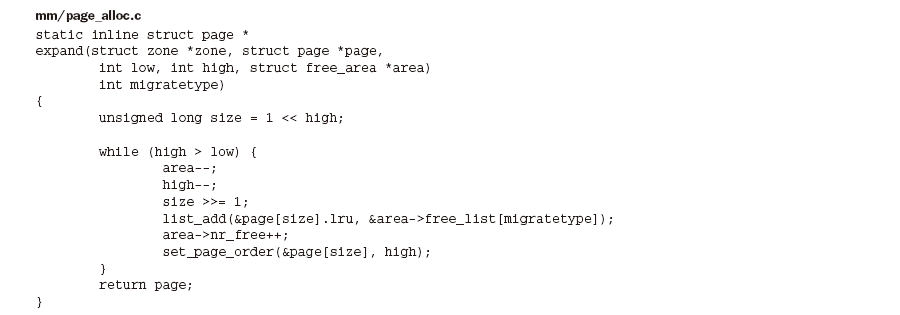 mm/page_alloc.c
static inline struct page *
expand(struct zone *zone, struct page *page,
        int low, int high, struct free_area *area)
        int migratetype)
{
        unsigned long size = 1 << high;

        while (high > low) {
                area--;
                high--;
                size >>= 1;
                list_add(&page[size].lru, &area->free_list[migratetype]);
                area->nr_free++;
                set_page_order(&page[size], high);
        }
        return page;
}